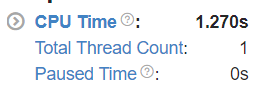 CPU Time ?: 1.270s
Total Thread Count: 1
Paused Time ?: 0s